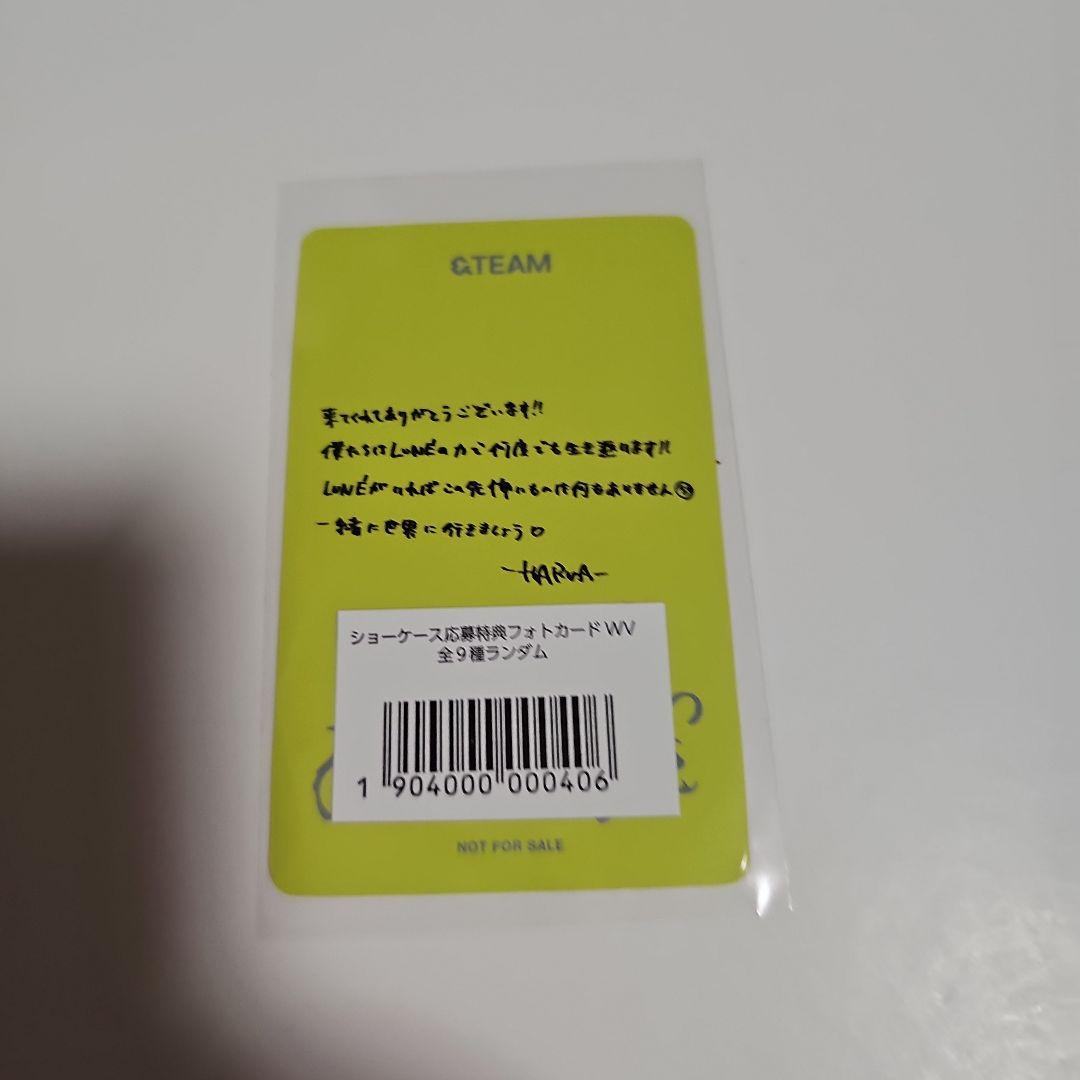 &TEAM
来てくれてありがとうございます!!
僕たちはLUNÉの力で何度でも生き返ります!!
LUNÉがいればこの先怖いものは何もありません
一緒に世界に行きましょう♡
-HARUA-
ショーケース応募特典フォトカード WV
全9種ランダム
1 904000 000406
NOT FOR SALE